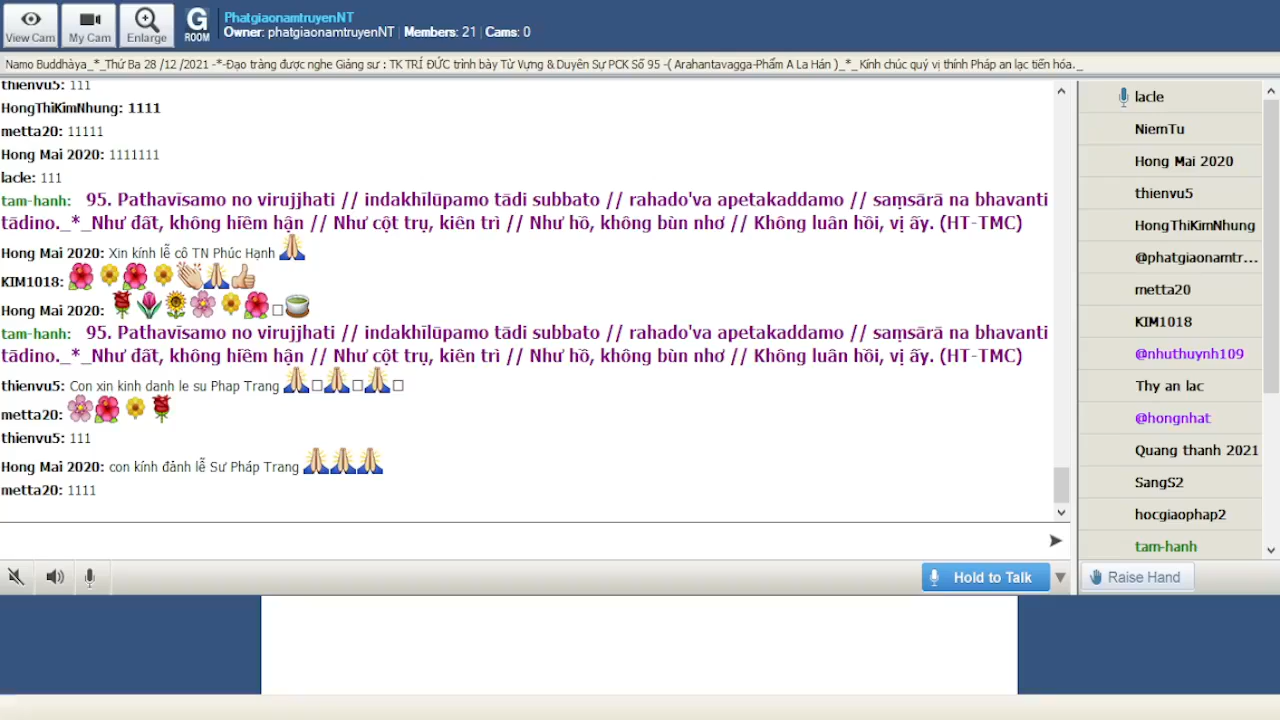 View Cam
My Cam
Enlarge
G
ROOM
PhatgiaonamtruyenNT
Owner: phatgiaonamtruyenNT | Members: 21 | Cams: 0
Namo Buddhàya_*_Thứ Ba 28 /12 /2021 -*-Đạo tràng được nghe Giảng sư : TK TRÍ ĐỨC trình bày Từ Vựng & Duyên Sự PCK Số 95 -( Arahantavagga-Phẩm A La Hán )_*_ Kính chúc quý vị thính Pháp an lạc tiến hóa._
thienvu5: 111
HongThiKimNhung: 1111
metta20: 11111
Hong Mai 2020: 1111111
lacle: 111
tam-hanh: 95. Pathavīsamo no virujjhati // indakhīlūpamo tādi subbato // rahado'va apetakaddamo // saṃsārā na bhavanti
tādino._*_Như đất, không hiềm hận // Như cột trụ, kiên trì // Như hồ, không bùn nhơ // Không luân hồi, vị ấy. (HT-TMC)
Hong Mai 2020: Xin kính lễ cô TN Phúc Hạnh 🙏
KIM1018: 🌺🌼🌺🌼👏🙏👍
Hong Mai 2020: 🌹🌷🌻🌸🌼🌺□🍵
tam-hanh: 95. Pathavīsamo no virujjhati // indakhīlūpamo tādi subbato // rahado'va apetakaddamo // saṃsārā na bhavanti
tādino._*_Như đất, không hiềm hận // Như cột trụ, kiên trì // Như hồ, không bùn nhơ // Không luân hồi, vị ấy. (HT-TMC)
thienvu5: Con xin kinh danh le su Phap Trang 🙏□🙏□🙏□
metta20: 🌸🌺🌼🌹
thienvu5: 111
Hong Mai 2020: con kính đảnh lễ Sư Pháp Trang 🙏🙏🙏
metta20: 1111
Hold to Talk
lacle
NiemTu
Hong Mai 2020
thienvu5
HongThiKimNhung
@phatgiaonamtr...
metta20
KIM1018
@nhuthuynh109
Thy an lac
@hongnhat
Quang thanh 2021
SangS2
hocgiaophap2
tam-hanh
Raise Hand